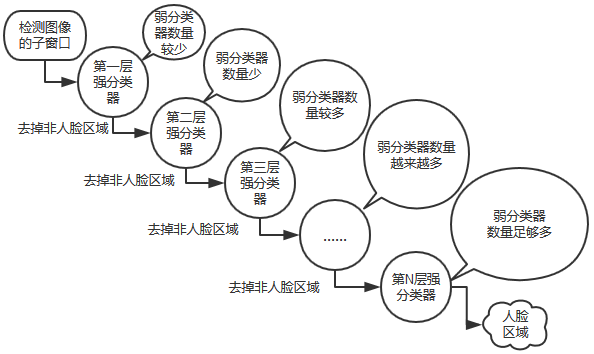 检测图像
的子窗口
弱分类
器数量
较少
第一层
强分类
器
弱分类器
数量少
去掉非人脸区域
第二层
强分类
器
弱分类器数
量较多
去掉非人脸区域
第三层
强分类
器
弱分类器数量
越来越多
去掉非人脸区域
......
弱分类器
数量足够多
去掉非人脸区域
第N层强
分类器
人脸
区域